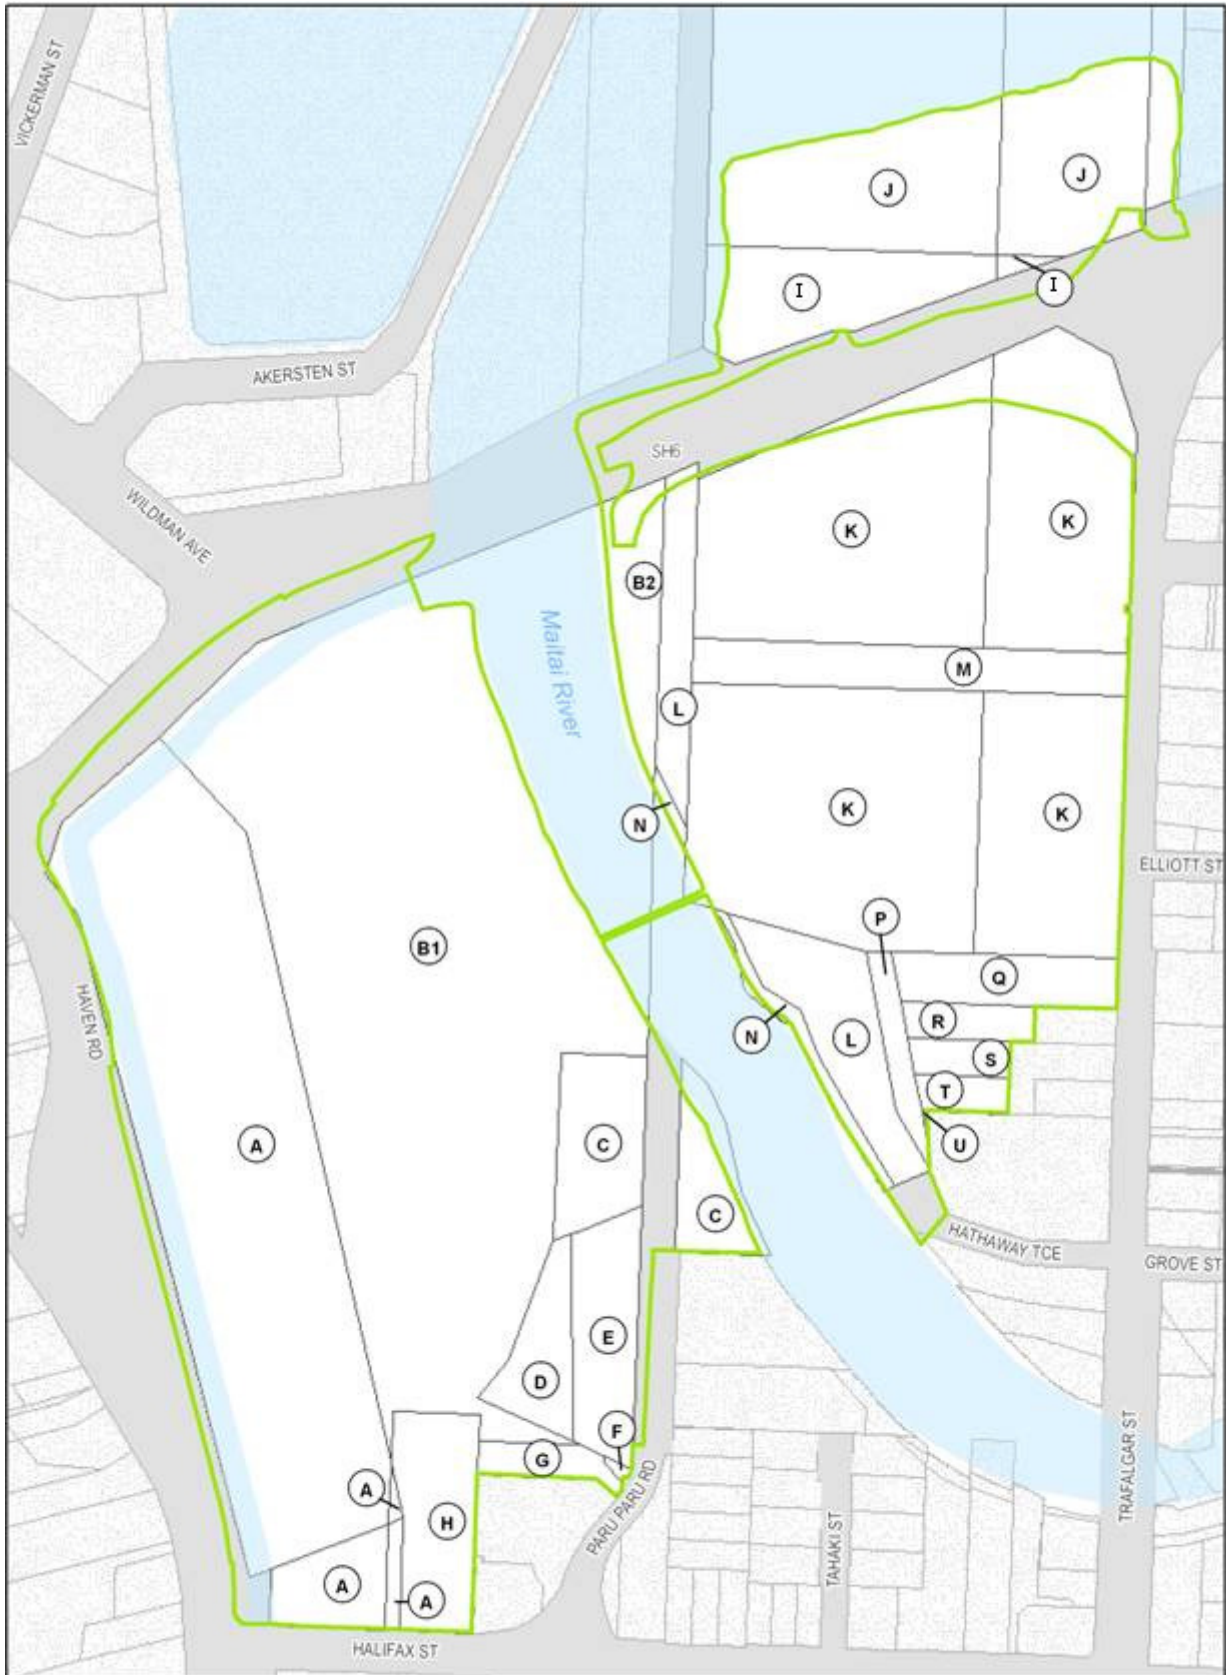 VICKERMAN ST
J
J
I
I
AKERSTEN ST
SH6
WILDMAN AVE
K
K
B2
Maitai River
M
L
K
K
N
ELLIOTT ST
P
B1
Q
HAVEN RD
R
N
L
S
T
A
C
U
C
HATHAWAY TCE
GROVE ST
E
D
F
G
TRAFALGAR ST
A
H
PARU PARU RD
TAHAKI ST
A
A
HALIFAX ST